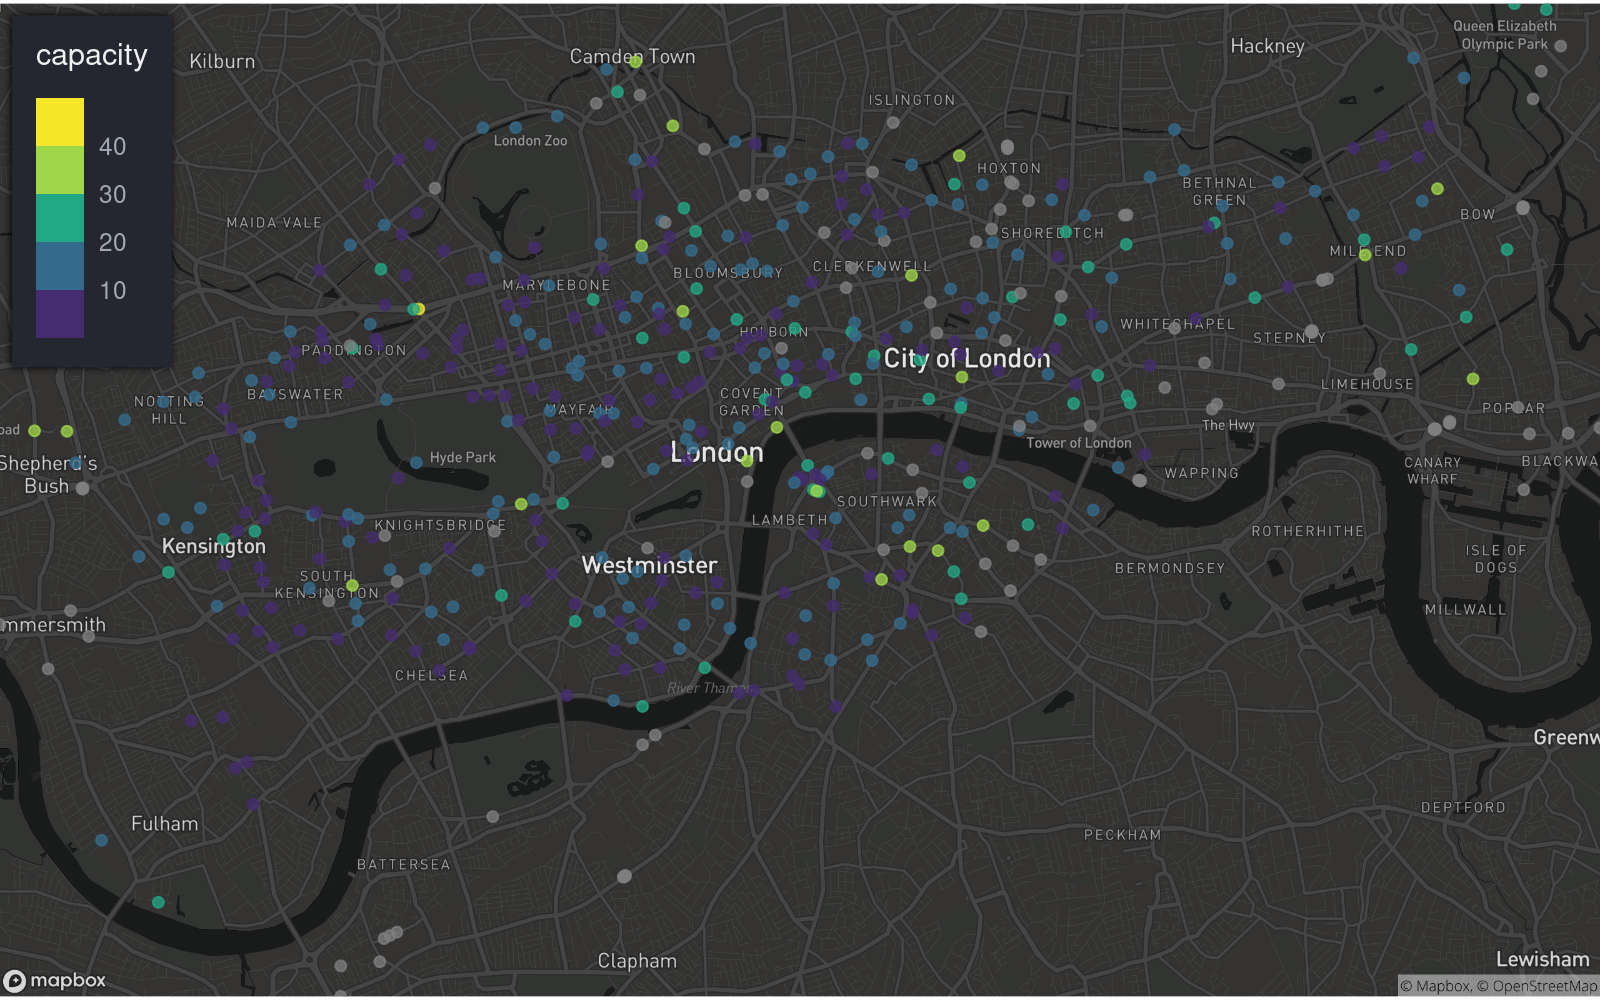 capacity
40
30
20
10
Kilburn
Camden Town
Hackney
Queen Elizabeth
Olympic Park
ISLINGTON
London Zoo
HOXTON
BETHNAL
GREEN
MAIDA VALE
BOW
SHOREDITCH
MILE END
BLOOMSBURY
CLERKENWELL
MARYLEBONE
WHITECHAPEL
STEPNEY
HOLBORN
PADDINGTON
City of London
LIMEHOUSE
BAYSWATER
NOTTING
HILL
MAYFAIR
COVENT
GARDEN
POPLAR
The Hwy
oad
Tower of London
London
Hyde Park
Shepherd's
Bush
CANARY
WHARF
BLACKWA
WAPPING
SOUTHWARK
KNIGHTSBRIDGE
LAMBETH
ROTHERHITHE
Kensington
ISLE OF
DOGS
Westminster
BERMONDSEY
SOUTH
KENSINGTON
MILLWALL
mmersmith
CHELSEA
River Thames
Greenw
DEPTFORD
Fulham
PECKHAM
BATTERSEA
Clapham
Lewisham
mapbox
© Mapbox, © OpenStreetMap